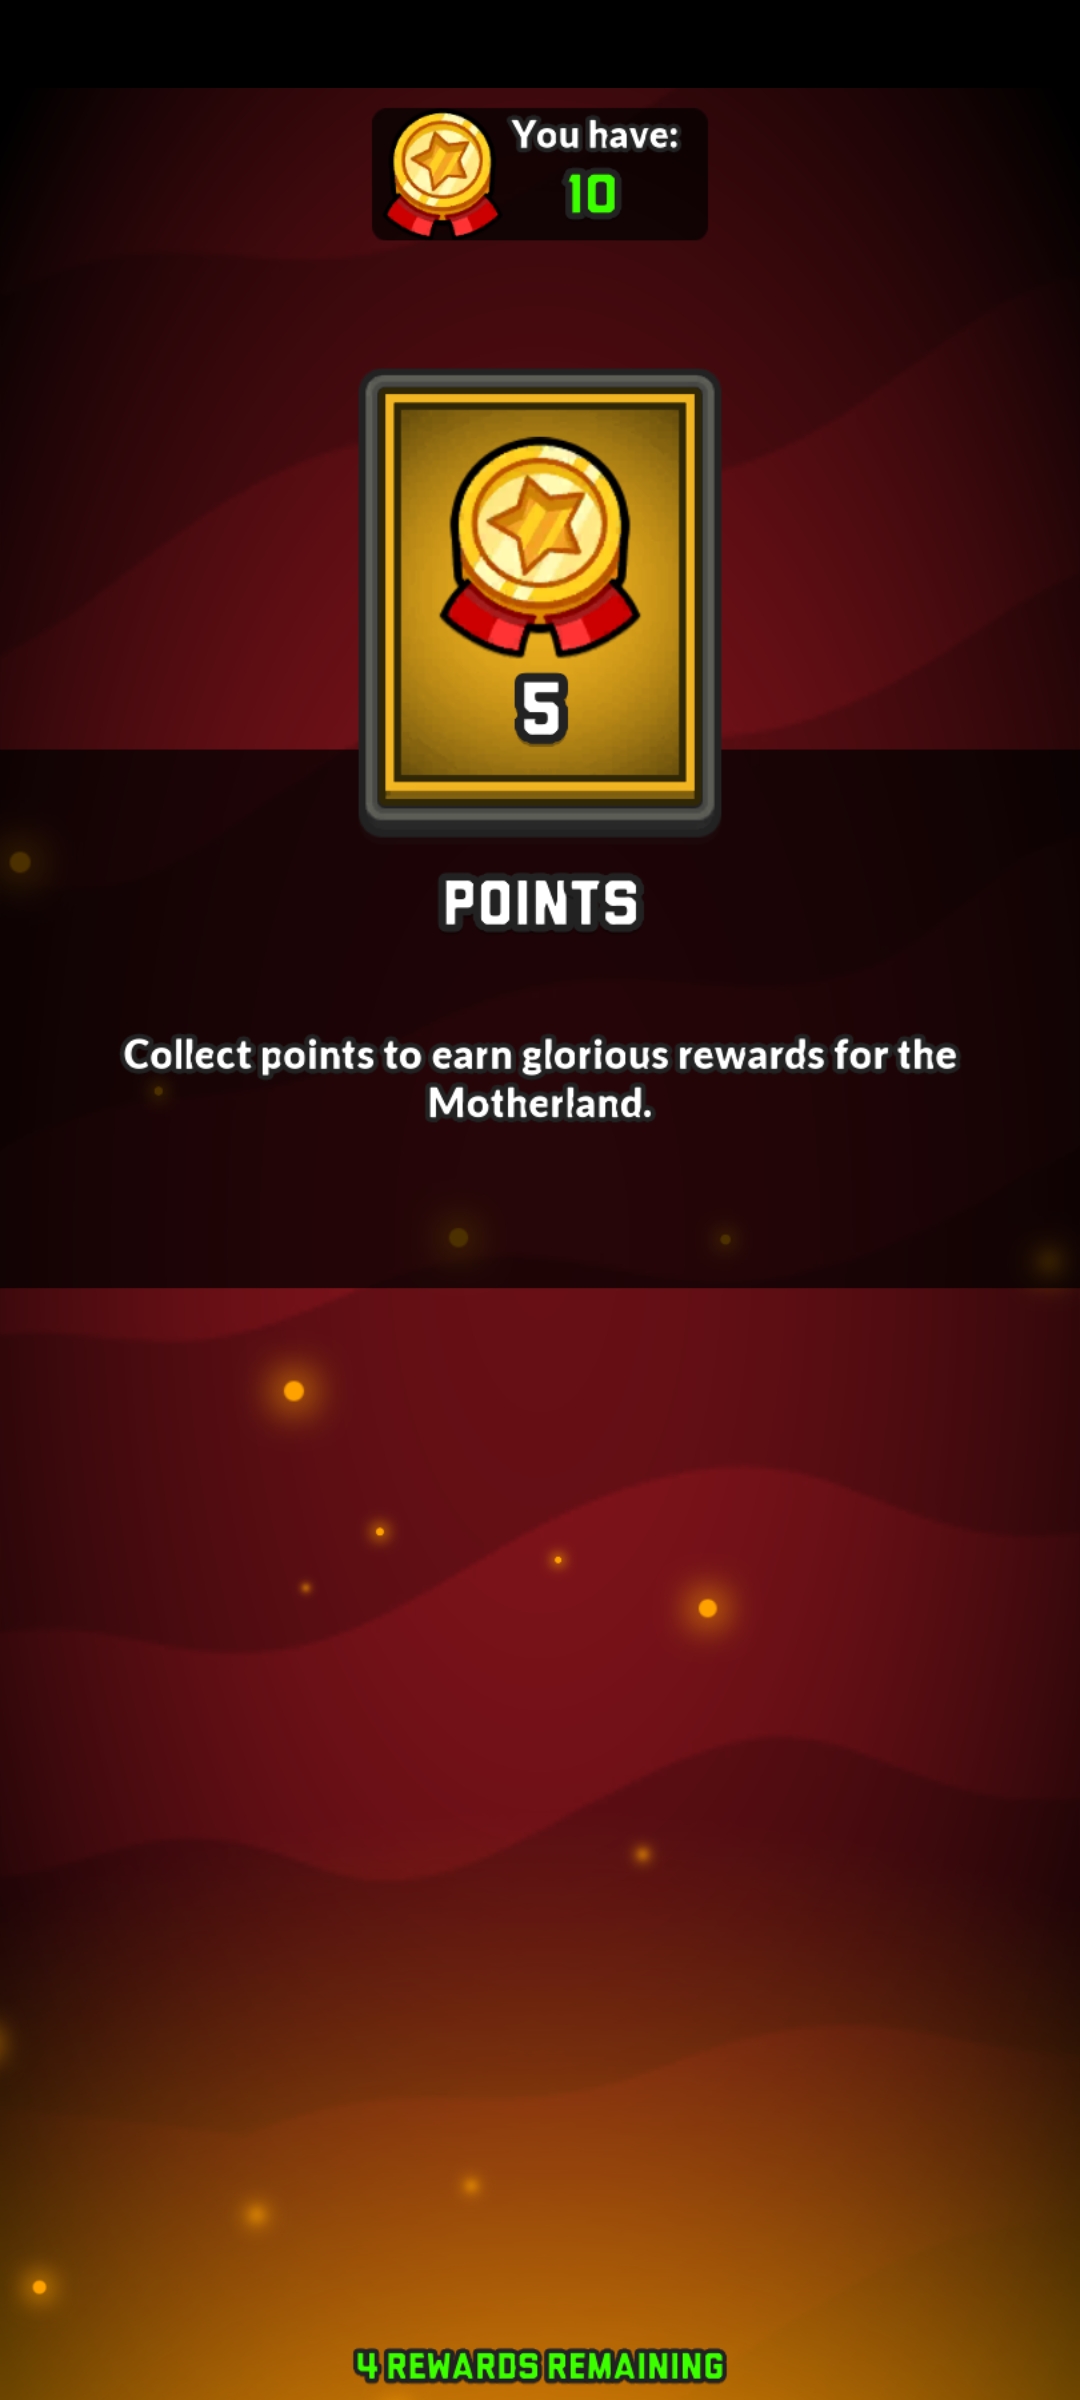 You have:
10
5
POINTS
Collect points to earn glorious rewards for the
Motherland.
4 REWARDS REMAINING